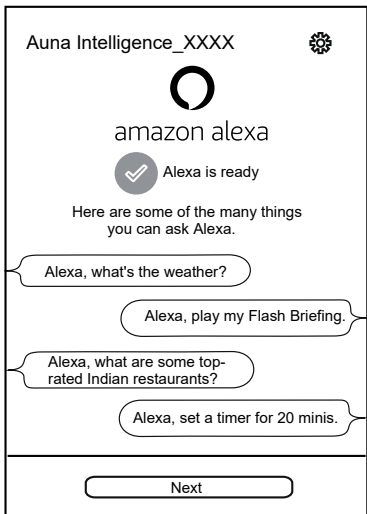 Auna Intelligence_XXXX
amazon alexa
Alexa is ready
Here are some of the many things
you can ask Alexa.
Alexa, what's the weather?
Alexa, play my Flash Briefing.
Alexa, what are some top-
rated Indian restaurants?
Alexa, set a timer for 20 minis.
Next